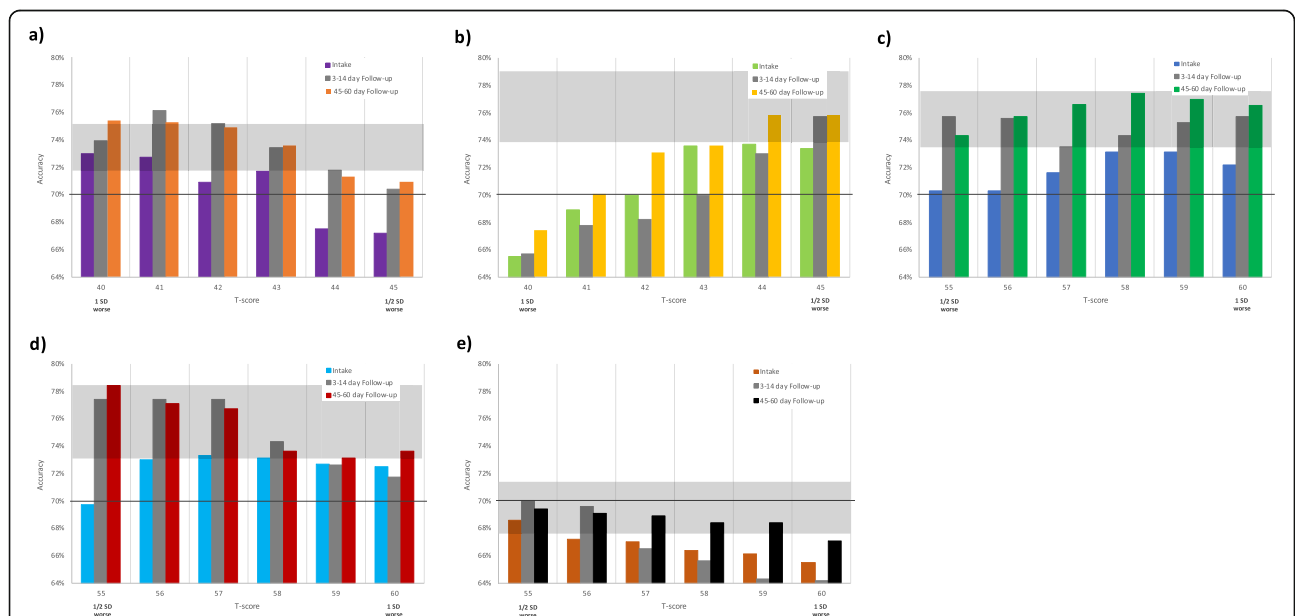 a)
80%
78%
76%
74%
72%
70%
68%
66%
64%
Accuracy
Intake
3-14 day Follow-up
45-60 day Follow-up
40 41 42 43 44 45
1 SD worse
T-score
1/2 SD worse
b)
80%
78%
76%
74%
72%
70%
68%
66%
64%
Accuracy
Intake
3-14 day Follow-up
45-60 day Follow-up
40 41 42 43 44 45
1 SD worse
T-score
1/2 SD worse
c)
80%
78%
76%
74%
72%
70%
68%
66%
64%
Accuracy
Intake
3-14 day Follow-up
45-60 day Follow-up
55 56 57 58 59 60
1/2 SD worse
T-score
1 SD worse
d)
80%
78%
76%
74%
72%
70%
68%
66%
64%
Accuracy
Intake
3-14 day Follow-up
45-60 day Follow-up
55 56 57 58 59 60
1/2 SD worse
T-score
1 SD worse
e)
80%
78%
76%
74%
72%
70%
68%
66%
64%
Accuracy
Intake
3-14 day Follow-up
45-60 day Follow-up
55 56 57 58 59 60
1/2 SD worse
T-score
1 SD worse